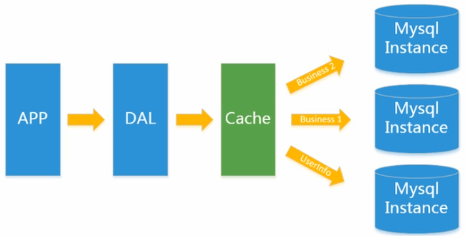 APP
DAL
Cache
Business 2
Business 1
UserInfo
Mysql
Instance
Mysql
Instance
Mysql
Instance